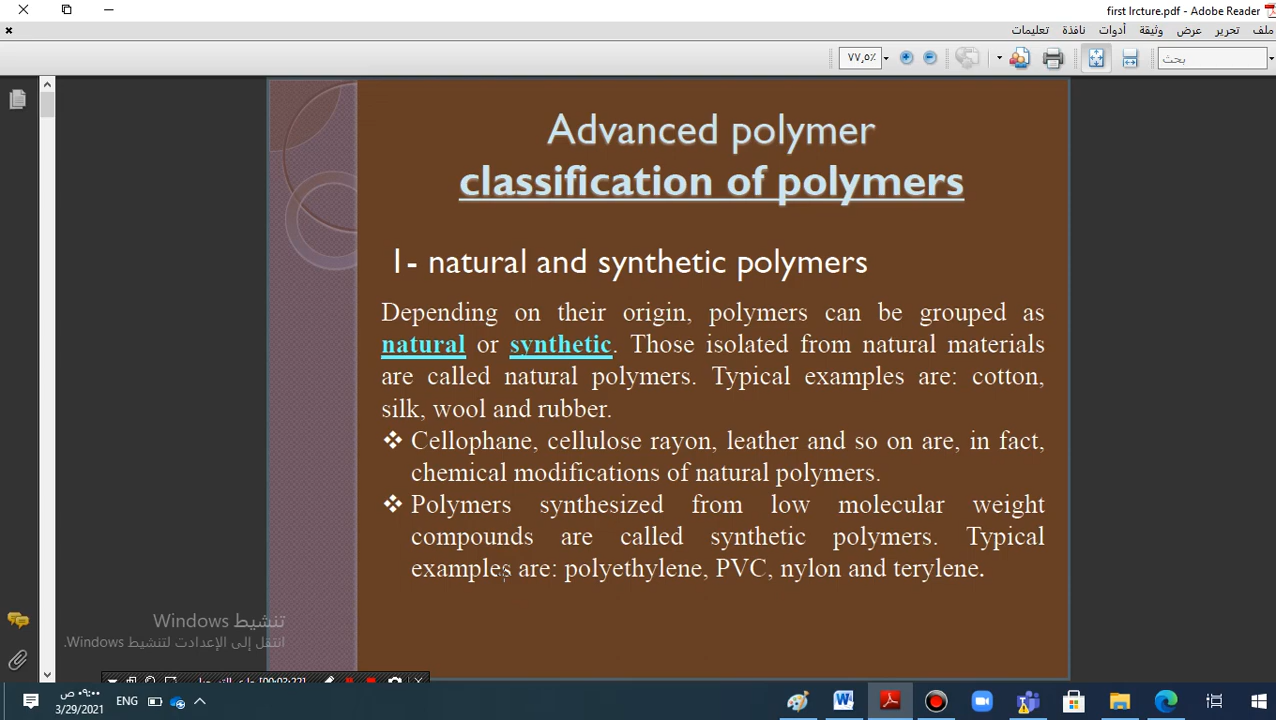 first lrcture.pdf - Adobe Reader
ملف تحرير عرض وثيقة أدوات نافذة تعليمات
٧٧,٥٪
بحث
Advanced polymer
classification of polymers
1- natural and synthetic polymers
Depending on their origin, polymers can be grouped as
natural or synthetic. Those isolated from natural materials
are called natural polymers. Typical examples are: cotton,
silk, wool and rubber.
❖ Cellophane, cellulose rayon, leather and so on are, in fact,
chemical modifications of natural polymers.
❖ Polymers synthesized from low molecular weight
compounds are called synthetic polymers. Typical
examples are: polyethylene, PVC, nylon and terylene.
تنشيط Windows
انتقل إلى الإعدادت لتنشيط Windows.
[00:03:22]
ENG
٠٩:٠٠ ص
3/29/2021